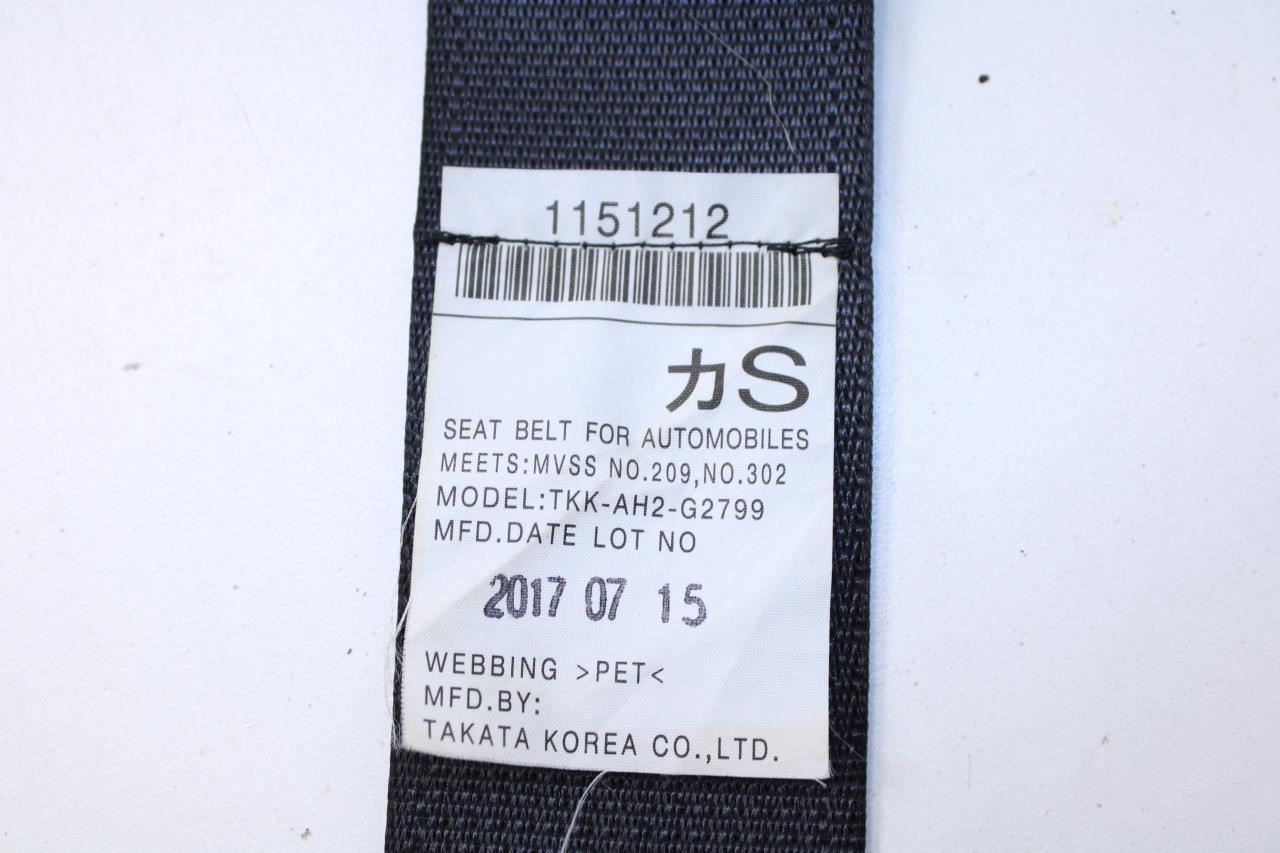 1151212
カS
SEAT BELT FOR AUTOMOBILES
MEETS:MVSS NO.209,NO.302
MODEL:TKK-AH2-G2799
MFD.DATE LOT NO
2017 07 15
WEBBING >PET<
MFD.BY:
TAKATA KOREA CO.,LTD.